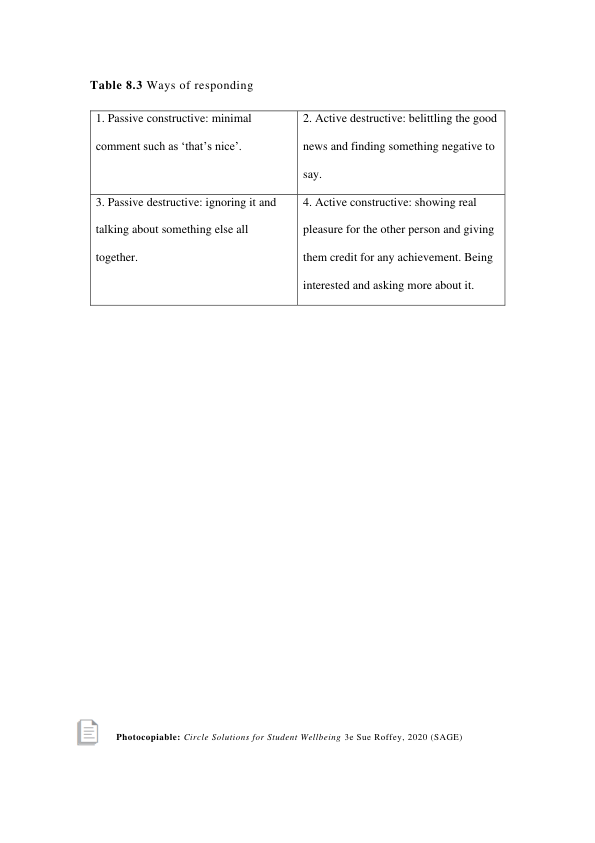 Table 8.3 Ways of responding
1. Passive constructive: minimal
comment such as ‘that’s nice’.
2. Active destructive: belittling the good
news and finding something negative to
say.
3. Passive destructive: ignoring it and
talking about something else all
together.
4. Active constructive: showing real
pleasure for the other person and giving
them credit for any achievement. Being
interested and asking more about it.
Photocopiable: Circle Solutions for Student Wellbeing 3e Sue Roffey, 2020 (SAGE)